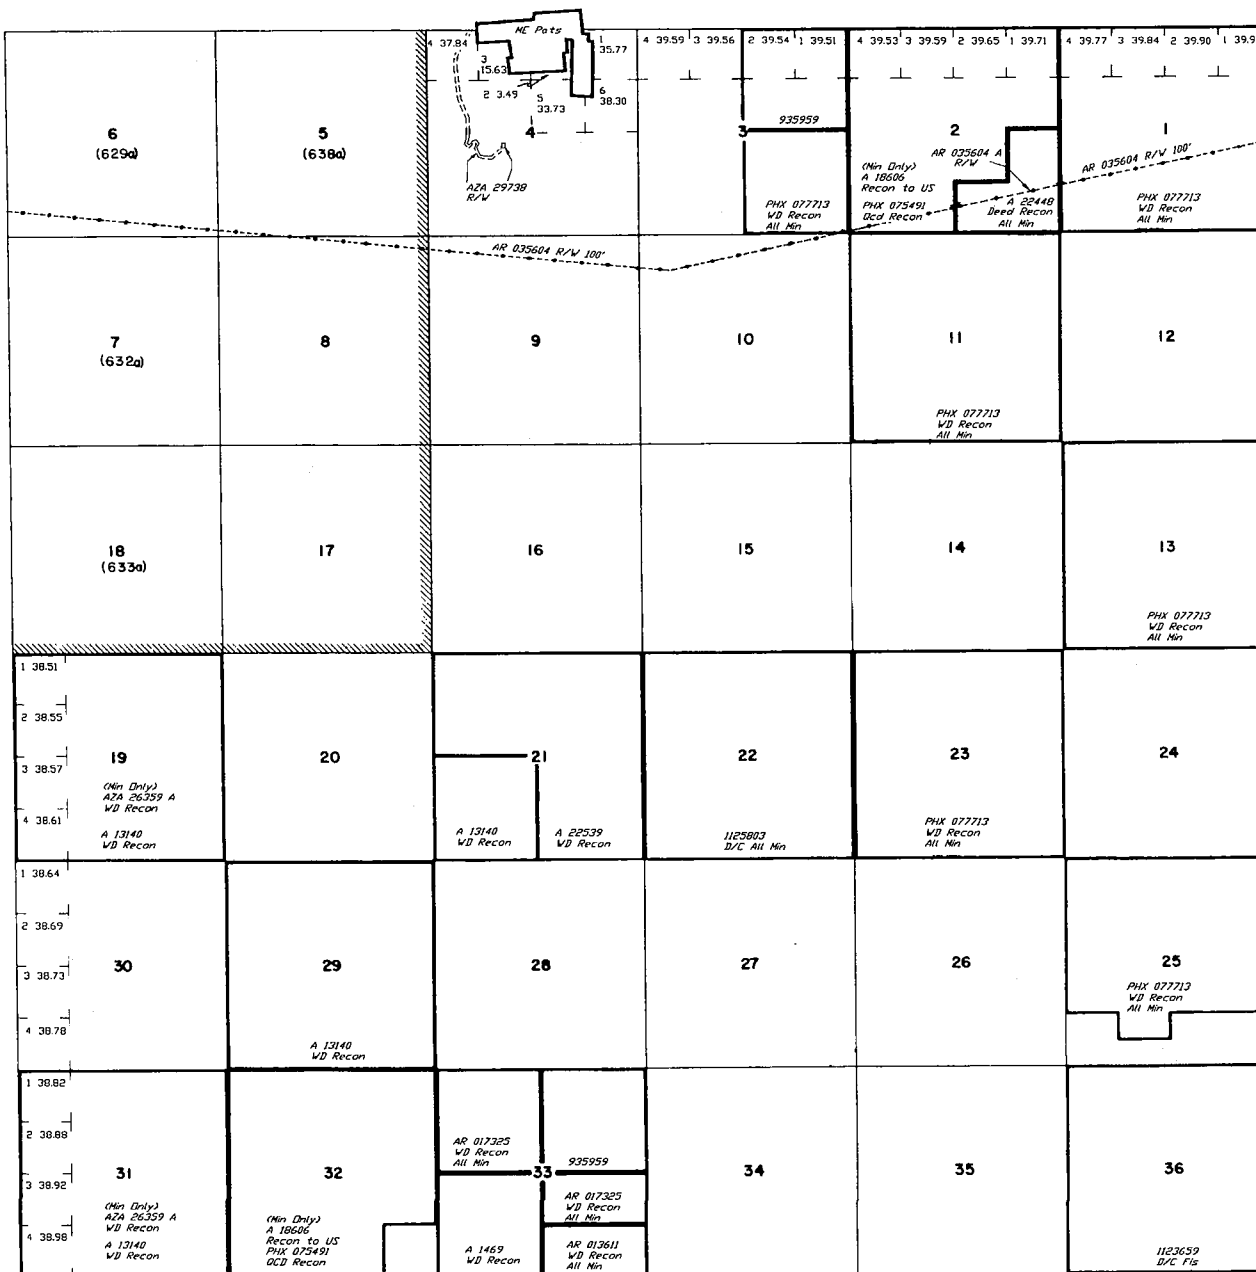 ME Pats
4 37.84
3
15.63
2 3.49
5
33.73
1
35.77
6
38.30
4 39.59 3 39.56 2 39.54 1 39.51
4 39.53 3 39.59 2 39.65 1 39.71
4 39.77 3 39.84 2 39.90 1 39.9
6
(629a)
5
(638a)
4
AZA 29738
R/W
3
935959
PHX 077713
WD Recon
All Min
2
(Min Only)
A 18606
Recon to US
PHX 075491
Qcd Recon
AR 035604 A
R/W
A 22448
Deed Recon
All Min
1
AR 035604 R/W 100'
PHX 077713
WD Recon
All Min
AR 035604 R/W 100'
7
(632a)
8
9
10
11
PHX 077713
WD Recon
All Min
12
18
(633a)
17
16
15
14
13
PHX 077713
WD Recon
All Min
1 38.51
2 38.55
3 38.57
4 38.61
19
(Min Only)
AZA 26359 A
WD Recon
A 13140
WD Recon
20
21
A 13140
WD Recon
A 22539
WD Recon
22
1125803
D/C All Min
23
PHX 077713
WD Recon
All Min
24
1 38.64
2 38.69
3 38.73
4 38.78
30
29
A 13140
WD Recon
28
27
26
25
PHX 077713
WD Recon
All Min
1 38.82
2 38.88
3 38.92
4 38.98
31
(Min Only)
AZA 26359 A
WD Recon
A 13140
WD Recon
32
(Min Only)
A 18606
Recon to US
PHX 075491
QCD Recon
AR 017325
WD Recon
All Min
33
935959
AR 017325
WD Recon
All Min
A 1469
WD Recon
AR 013611
WD Recon
All Min
34
35
36
1123659
D/C Fis